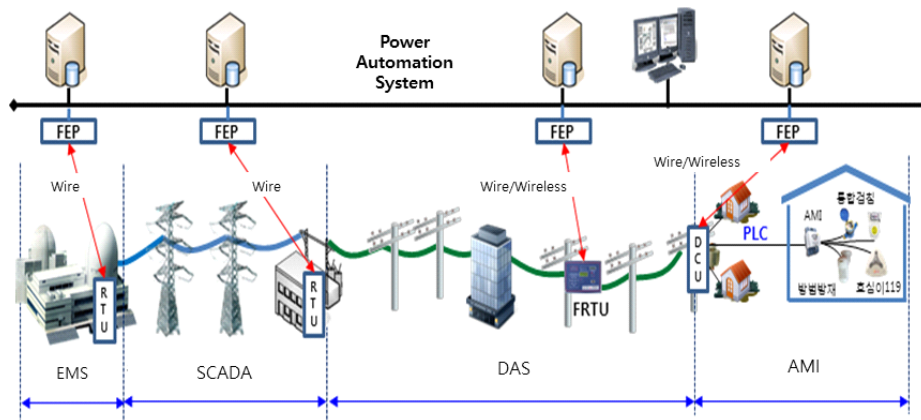 Power
Automation
System
FEP
FEP
FEP
FEP
Wire
Wire
Wire/Wireless
Wire/Wireless
RTU
RTU
FRTU
DCU
PLC
AMI
통합검침
방범방재
효심이119
EMS
SCADA
DAS
AMI